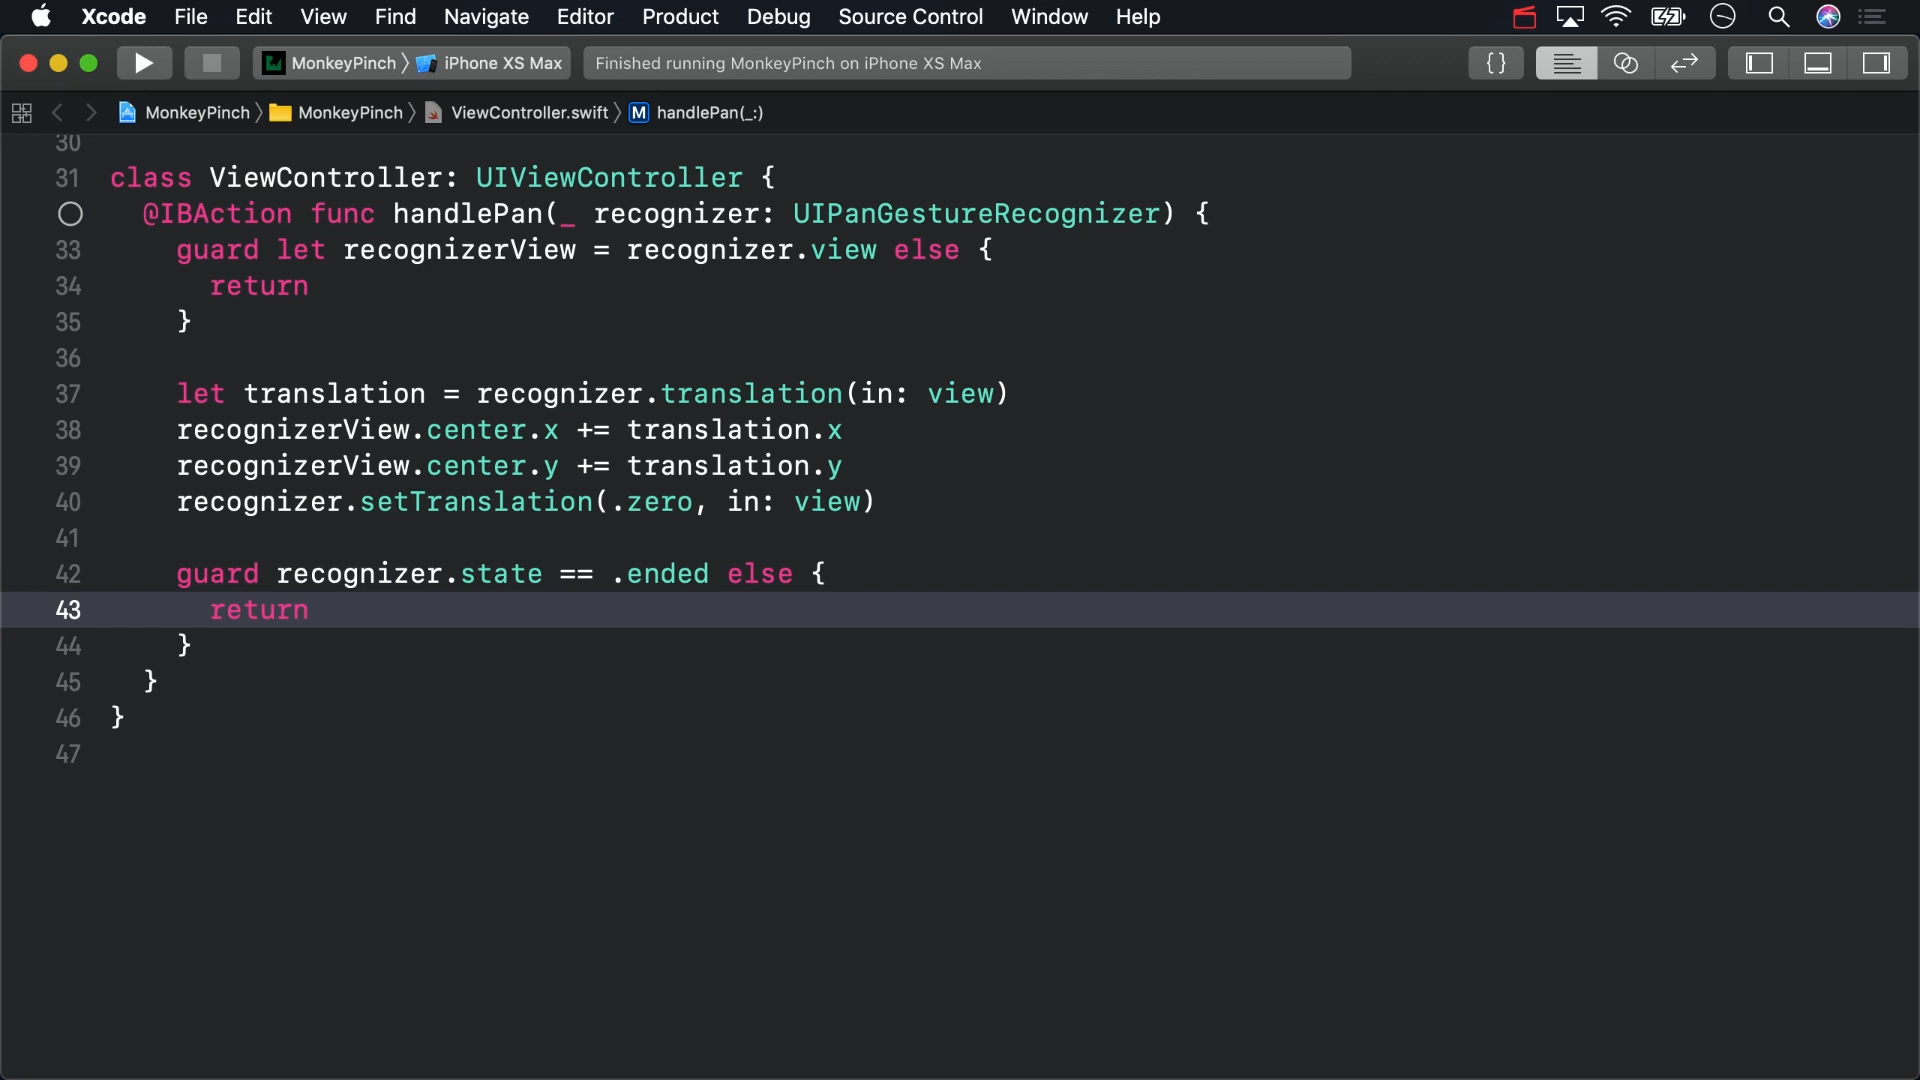 Xcode File Edit View Find Navigate Editor Product Debug Source Control Window Help
MonkeyPinch iPhone XS Max Finished running MonkeyPinch on iPhone XS Max {}
MonkeyPinch MonkeyPinch ViewController.swift M handlePan(_:)
30
31 class ViewController: UIViewController {
@IBAction func handlePan(_ recognizer: UIPanGestureRecognizer) {
33 guard let recognizerView = recognizer.view else {
34 return
35 }
36
37 let translation = recognizer.translation(in: view)
38 recognizerView.center.x += translation.x
39 recognizerView.center.y += translation.y
40 recognizer.setTranslation(.zero, in: view)
41
42 guard recognizer.state == .ended else {
43 return
44 }
45 }
46 }
47